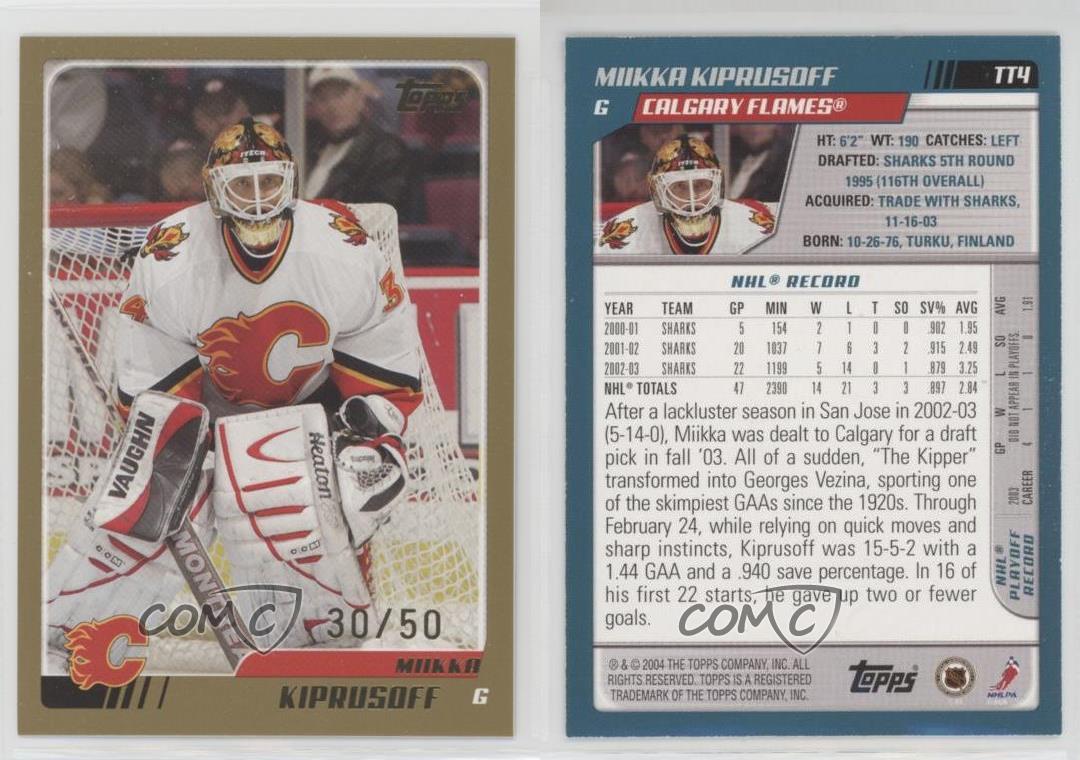 Topps
ITECH
34
C
VAUGHN
Heaton
MONTREAL
COMC
30/50
C
MIIKKA
KIPRUSOFF G
MIIKKA KIPRUSOFF TT4
G CALGARY FLAMES®
HT: 6'2" WT: 190 CATCHES: LEFT
DRAFTED: SHARKS 5TH ROUND
1995 (116TH OVERALL)
ACQUIRED: TRADE WITH SHARKS,
11-16-03
BORN: 10-26-76, TURKU, FINLAND
ITECH
NHL® RECORD
YEAR TEAM GP MIN W L T SO SV% AVG
2000-01 SHARKS 5 154 2 1 0 0 .902 1.95
2001-02 SHARKS 20 1037 7 6 3 2 .915 2.49
2002-03 SHARKS 22 1199 5 14 0 1 .879 3.25
NHL® TOTALS 47 2390 14 21 3 3 .897 2.84
NHL®
PLAYOFF
RECORD
GP W L SO AVG
2003 DID NOT APPEAR IN PLAYOFFS.
CAREER 4 1 1 0 1.91
After a lackluster season in San Jose in 2002-03
(5-14-0), Miikka was dealt to Calgary for a draft
pick in fall '03. All of a sudden, "The Kipper"
transformed into Georges Vezina, sporting one
of the skimpiest GAAs since the 1920s. Through
February 24, while relying on quick moves and
sharp instincts, Kiprusoff was 15-5-2 with a
1.44 GAA and a .940 save percentage. In 16 of
his first 22 starts, he gave up two or fewer
goals.
COMC
® & © 2004 THE TOPPS COMPANY, INC. ALL
RIGHTS RESERVED. TOPPS IS A REGISTERED
TRADEMARK OF THE TOPPS COMPANY, INC.
Topps®
NHLPA